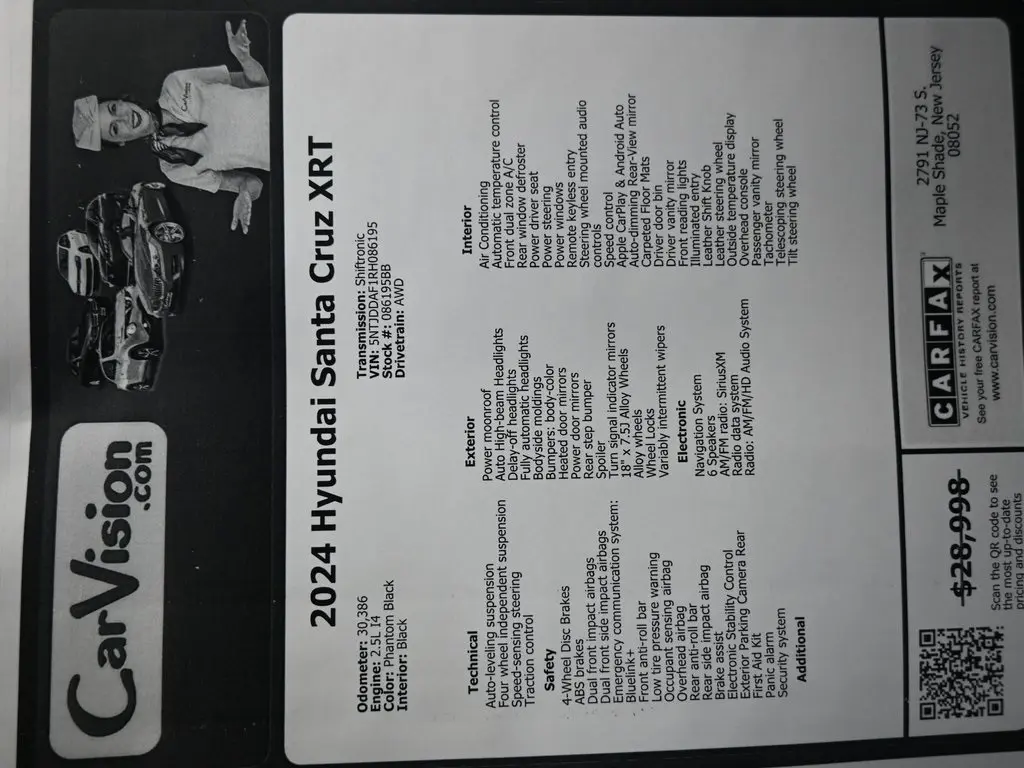 CarVision
.com
2024 Hyundai Santa Cruz XRT
Odometer: 30,386
Engine: 2.5L I4
Color: Phantom Black
Interior: Black
Transmission: Shiftronic
VIN: 5NTJDDAF1RH086195
Stock #: 086195BB
Drivetrain: AWD
Technical
Auto-leveling suspension
Four wheel independent suspension
Speed-sensing steering
Traction control
Safety
4-Wheel Disc Brakes
ABS brakes
Dual front impact airbags
Dual front side impact airbags
Emergency communication system:
Bluelink+
Front anti-roll bar
Low tire pressure warning
Occupant sensing airbag
Overhead airbag
Rear anti-roll bar
Rear side impact airbag
Brake assist
Electronic Stability Control
Exterior Parking Camera Rear
First Aid Kit
Panic alarm
Security system
Additional
Exterior
Power moonroof
Auto High-beam Headlights
Delay-off headlights
Fully automatic headlights
Bodyside moldings
Bumpers: body-color
Heated door mirrors
Power door mirrors
Rear step bumper
Spoiler
Turn signal indicator mirrors
18" x 7.5J Alloy Wheels
Alloy wheels
Wheel Locks
Variably intermittent wipers
Electronic
Navigation System
6 Speakers
AM/FM radio: SiriusXM
Radio data system
Radio: AM/FM/HD Audio System
Interior
Air Conditioning
Automatic temperature control
Front dual zone A/C
Rear window defroster
Power driver seat
Power steering
Power windows
Remote keyless entry
Steering wheel mounted audio
controls
Speed control
Apple CarPlay & Android Auto
Auto-dimming Rear-View mirror
Carpeted Floor Mats
Driver door bin
Driver vanity mirror
Front reading lights
Illuminated entry
Leather Shift Knob
Leather steering wheel
Outside temperature display
Overhead console
Passenger vanity mirror
Tachometer
Telescoping steering wheel
Tilt steering wheel
$28,998
Scan the QR code to see
the most up-to-date
pricing and discounts
CARFAX
VEHICLE HISTORY REPORTS
See your free CARFAX report at
www.carvision.com
2791 NJ-73 S.
Maple Shade, New Jersey
08052